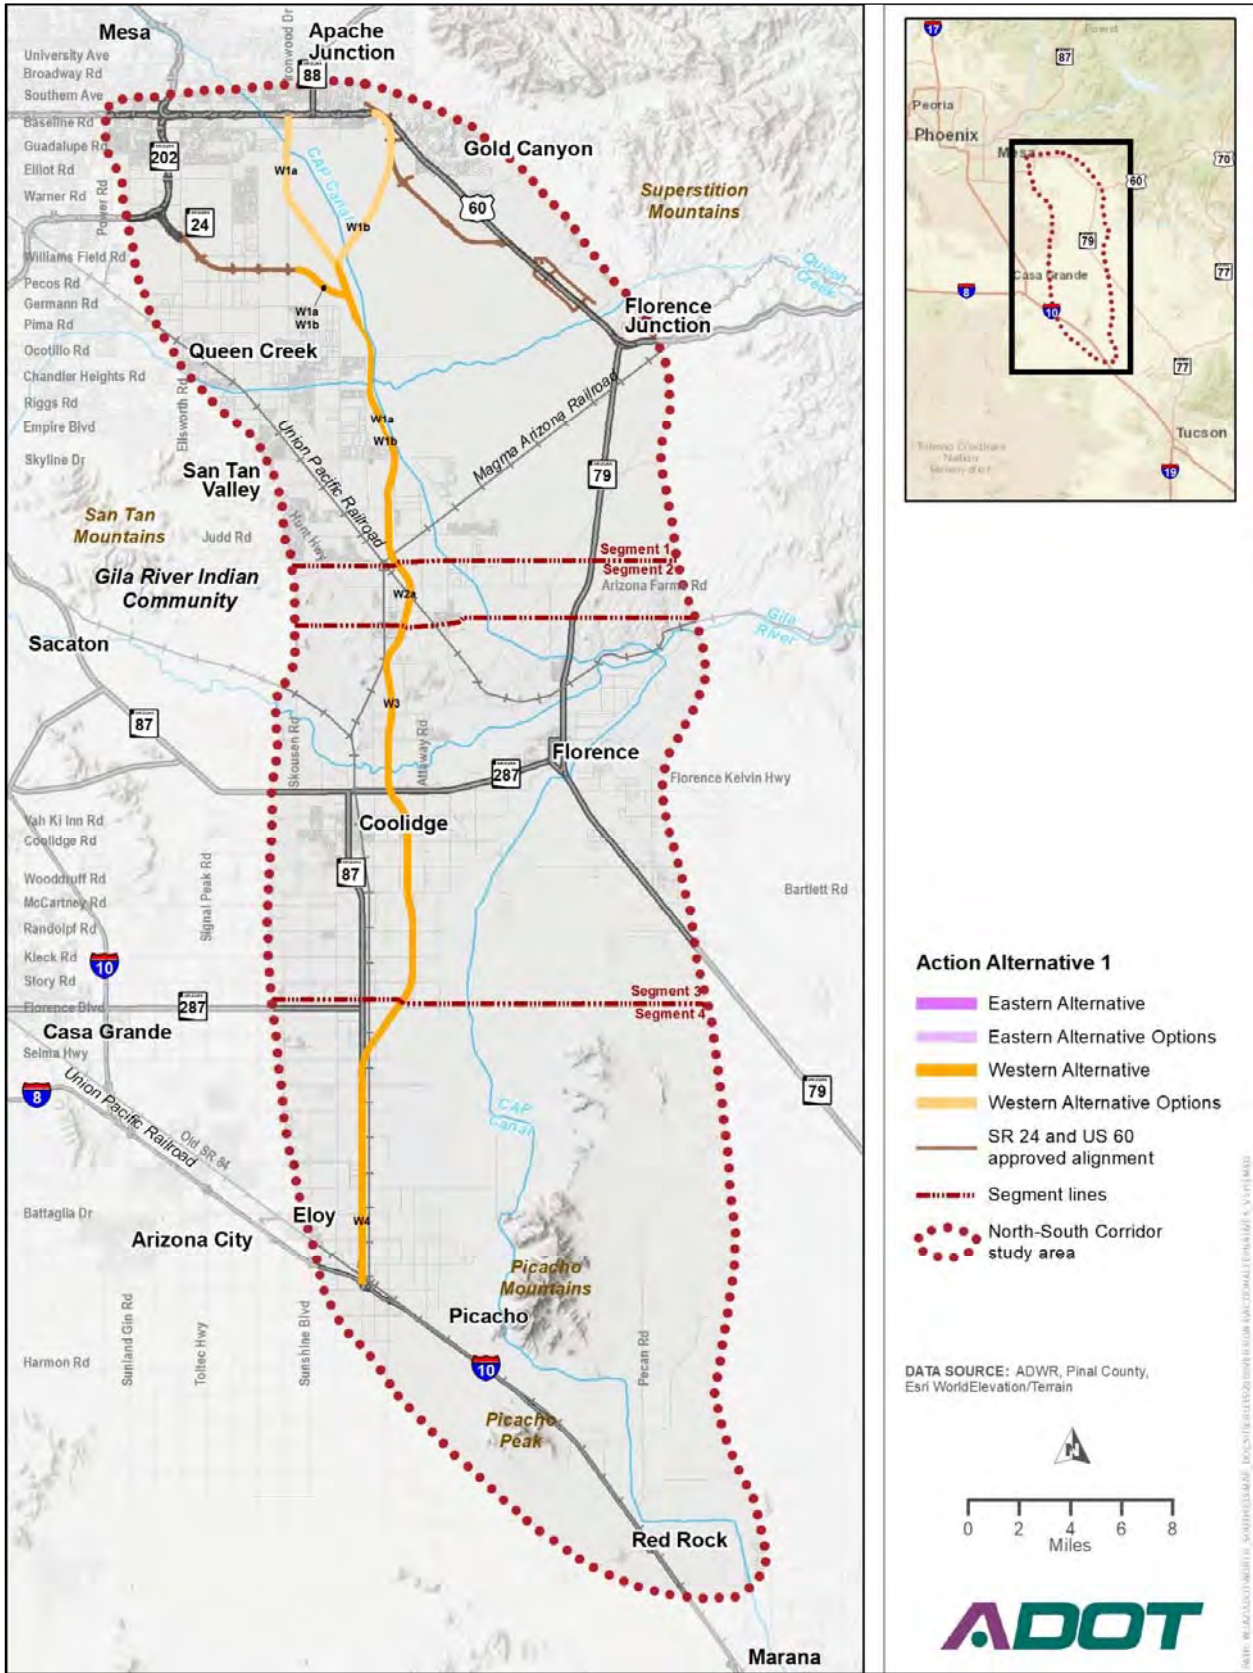 Mesa
Apache
Junction
Ironwood Dr
University Ave
Broadway Rd
Southern Ave
Baseline Rd
Guadalupe Rd
Elliot Rd
Warner Rd
Power Rd
ARIZONA
88
202
24
W1a
CAP Canal
W1b
Gold Canyon
60
Superstition
Mountains
Queen
Creek
Williams Field Rd
Pecos Rd
Germann Rd
Pima Rd
Ocotillo Rd
Chandler Heights Rd
Riggs Rd
Empire Blvd
Skyline Dr
W1a
W1b
Queen Creek
Florence
Junction
Ellsworth Rd
W1a
W1b
Union Pacific Railroad
Magma Arizona Railroad
79
San Tan
Valley
San Tan
Mountains
Judd Rd
Hunt Hwy
Gila River Indian
Community
Segment 1
Segment 2
Arizona Farms Rd
W2a
Gila
River
Sacaton
87
W3
Skousen Rd
Attaway Rd
Florence
287
Florence Kelvin Hwy
Vah Ki Inn Rd
Coolidge Rd
Coolidge
87
Wooddruff Rd
McCartney Rd
Randolpf Rd
Kleck Rd
Story Rd
Florence Blvd
Signal Peak Rd
Bartlett Rd
10
287
Segment 3
Segment 4
Casa Grande
Selma Hwy
8
Union Pacific Railroad
Old SR 84
79
CAP
Canal
Battaglia Dr
Eloy
Arizona City
W4
Picacho
Mountains
Picacho
Harmon Rd
Sunland Gin Rd
Toltec Hwy
Sunshine Blvd
10
Pecan Rd
Picacho
Peak
Red Rock
Marana
17
87
Peoria
Phoenix
Mesa
70
60
79
77
Casa Grande
8
10
77
Tucson
19
Action Alternative 1
Eastern Alternative
Eastern Alternative Options
Western Alternative
Western Alternative Options
SR 24 and US 60
approved alignment
Segment lines
North-South Corridor
study area
DATA SOURCE: ADWR, Pinal County,
Esri WorldElevation/Terrain
N
0 2 4 6 8
Miles
ADOT